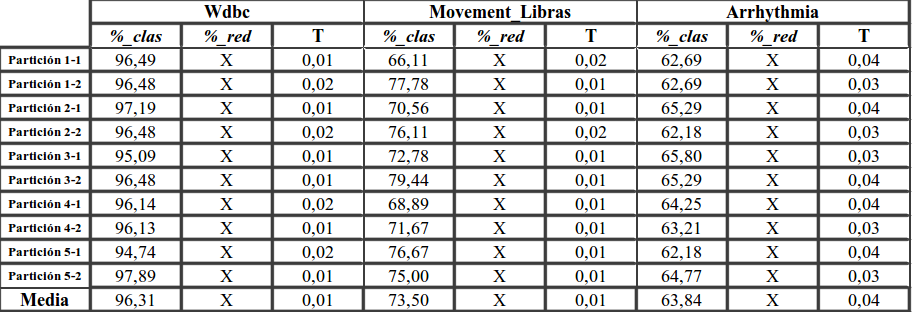 Wdbc Movement_Libras Arrhythmia
%_clas %_red T %_clas %_red T %_clas %_red T
Partición 1-1 96,49 X 0,01 66,11 X 0,02 62,69 X 0,04
Partición 1-2 96,48 X 0,02 77,78 X 0,01 62,69 X 0,03
Partición 2-1 97,19 X 0,01 70,56 X 0,01 65,29 X 0,04
Partición 2-2 96,48 X 0,02 76,11 X 0,02 62,18 X 0,03
Partición 3-1 95,09 X 0,01 72,78 X 0,01 65,80 X 0,03
Partición 3-2 96,48 X 0,01 79,44 X 0,01 65,29 X 0,04
Partición 4-1 96,14 X 0,02 68,89 X 0,01 64,25 X 0,04
Partición 4-2 96,13 X 0,01 71,67 X 0,01 63,21 X 0,03
Partición 5-1 94,74 X 0,02 76,67 X 0,01 62,18 X 0,04
Partición 5-2 97,89 X 0,01 75,00 X 0,01 64,77 X 0,03
Media 96,31 X 0,01 73,50 X 0,01 63,84 X 0,04